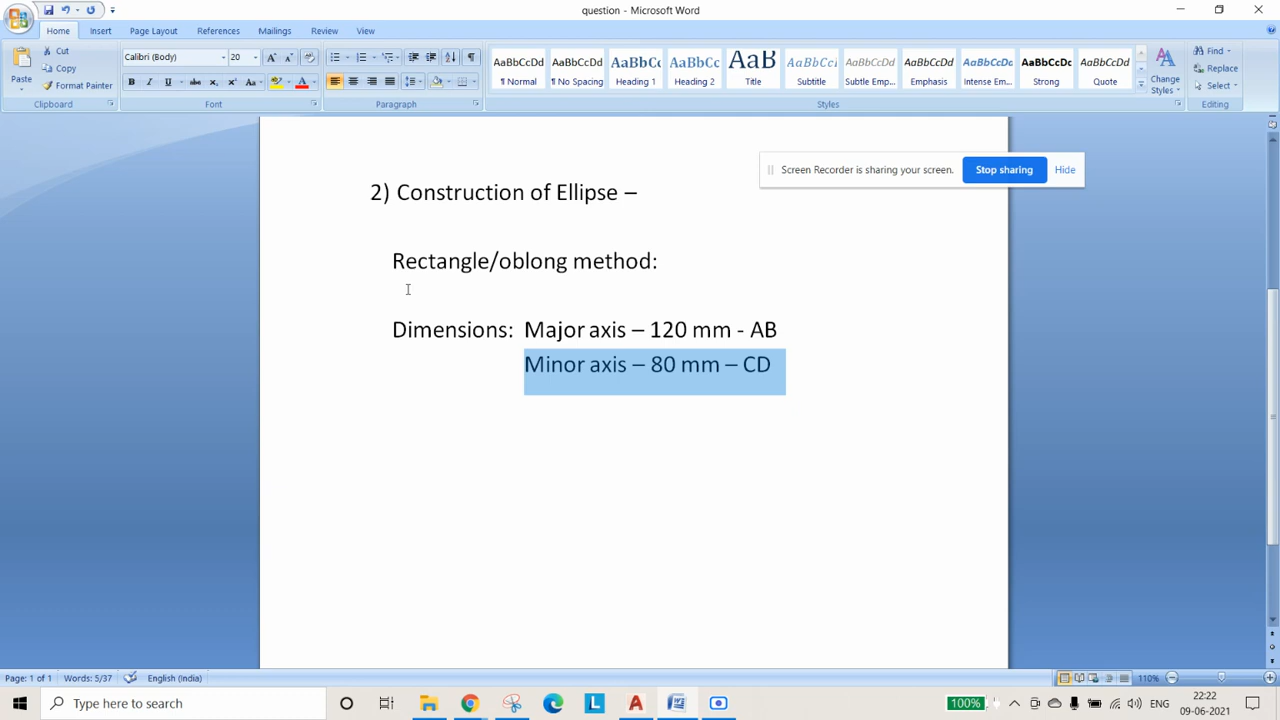 question - Microsoft Word
Home Insert Page Layout References Mailings Review View
Paste
Cut
Copy
Format Painter
Clipboard
Calibri (Body) 20
Font
Paragraph
AaBbCcDd AaBbCcDd AaBbCc AaBbCc AaB AaBbCcI AaBbCcDd AaBbCcDd AaBbCcDc AaBbCcDd AaBbCcDd
¶ Normal ¶ No Spacing Heading 1 Heading 2 Title Subtitle Subtle Emp... Emphasis Intense Em... Strong Quote
Styles
Change Styles
Find
Replace
Select
Editing
Screen Recorder is sharing your screen. Stop sharing Hide
2) Construction of Ellipse –
Rectangle/oblong method:
Dimensions: Major axis – 120 mm - AB
Minor axis – 80 mm – CD
Page: 1 of 1 Words: 5/37 English (India) 110%
Type here to search
100% ENG 22:22
09-06-2021